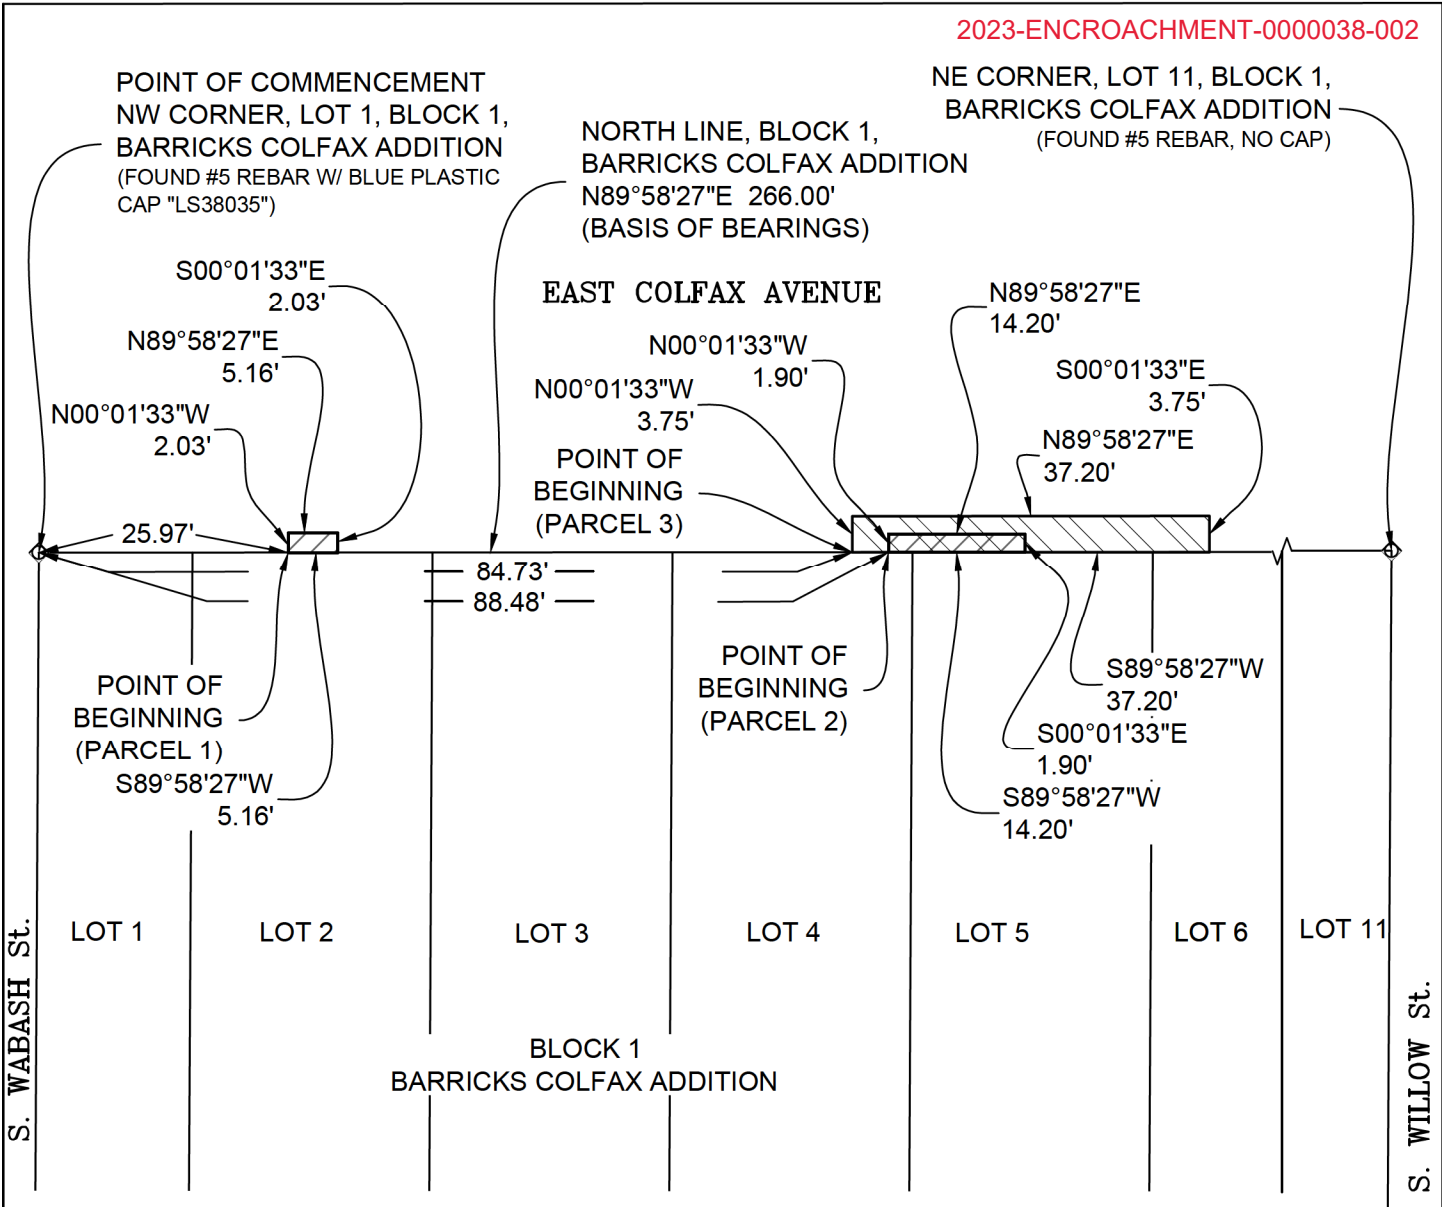 2023-ENCROACHMENT-0000038-002
POINT OF COMMENCEMENT
NW CORNER, LOT 1, BLOCK 1,
BARRICKS COLFAX ADDITION
(FOUND #5 REBAR W/ BLUE PLASTIC
CAP "LS38035")
NORTH LINE, BLOCK 1,
BARRICKS COLFAX ADDITION
N89°58'27"E 266.00'
(BASIS OF BEARINGS)
NE CORNER, LOT 11, BLOCK 1,
BARRICKS COLFAX ADDITION
(FOUND #5 REBAR, NO CAP)
S00°01'33"E
2.03'
N89°58'27"E
5.16'
N00°01'33"W
2.03'
EAST COLFAX AVENUE
N00°01'33"W
1.90'
N00°01'33"W
3.75'
POINT OF
BEGINNING
(PARCEL 3)
N89°58'27"E
14.20'
S00°01'33"E
3.75'
N89°58'27"E
37.20'
25.97'
84.73'
88.48'
POINT OF
BEGINNING
(PARCEL 1)
S89°58'27"W
5.16'
POINT OF
BEGINNING
(PARCEL 2)
S89°58'27"W
37.20'
S00°01'33"E
1.90'
S89°58'27"W
14.20'
LOT 1
LOT 2
LOT 3
LOT 4
LOT 5
LOT 6
LOT 11
S. WABASH St.
BLOCK 1
BARRICKS COLFAX ADDITION
S. WILLOW St.